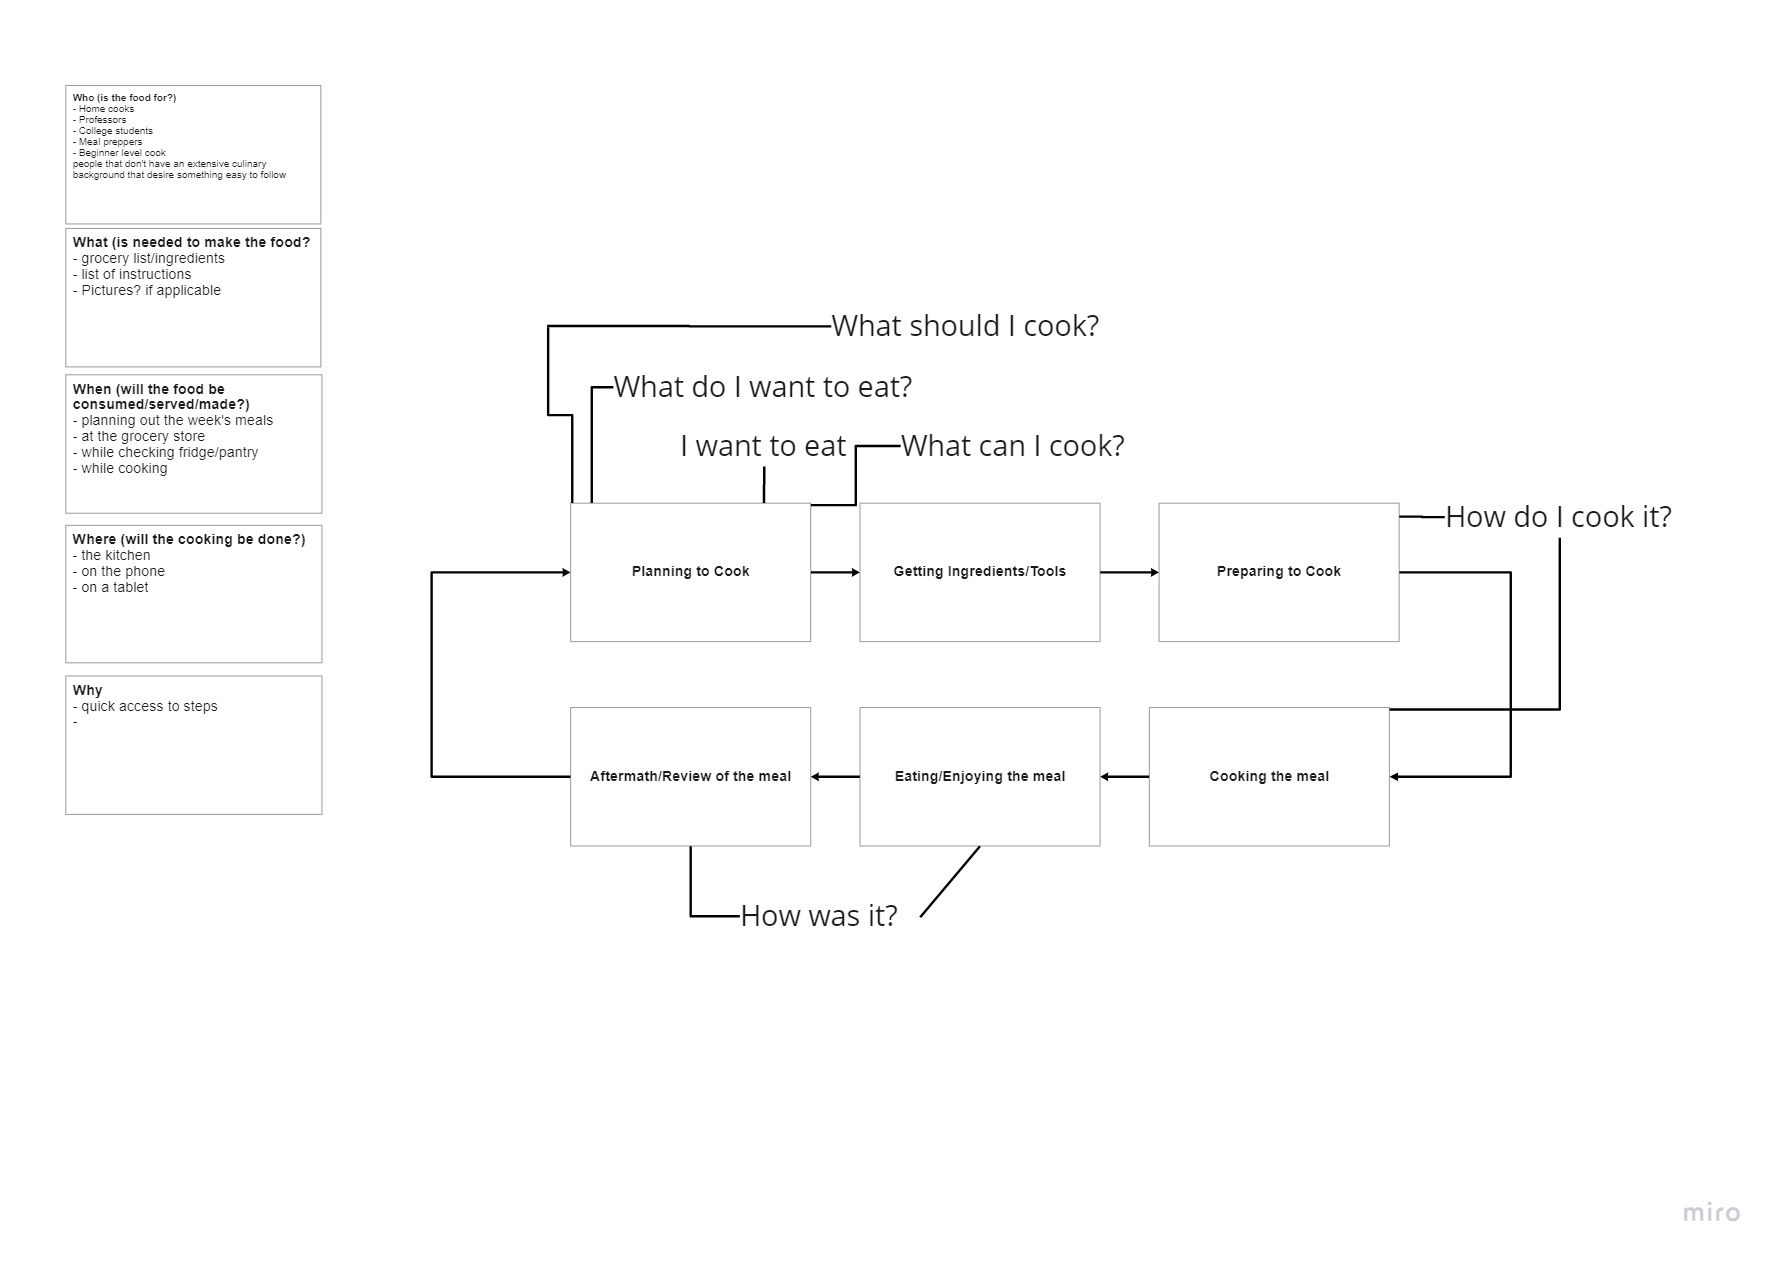 Who (is the food for?)
- Home cooks
- Professors
- College students
- Meal preppers
- Beginner level cook
people that don't have an extensive culinary
background that desire something easy to follow
What (is needed to make the food?
- grocery list/ingredients
- list of instructions
- Pictures? if applicable
When (will the food be
consumed/served/made?)
- planning out the week's meals
- at the grocery store
- while checking fridge/pantry
- while cooking
Where (will the cooking be done?)
- the kitchen
- on the phone
- on a tablet
Why
- quick access to steps
-
What should I cook?
What do I want to eat?
I want to eat
What can I cook?
How do I cook it?
Planning to Cook
Getting Ingredients/Tools
Preparing to Cook
Aftermath/Review of the meal
Eating/Enjoying the meal
Cooking the meal
How was it?
miro